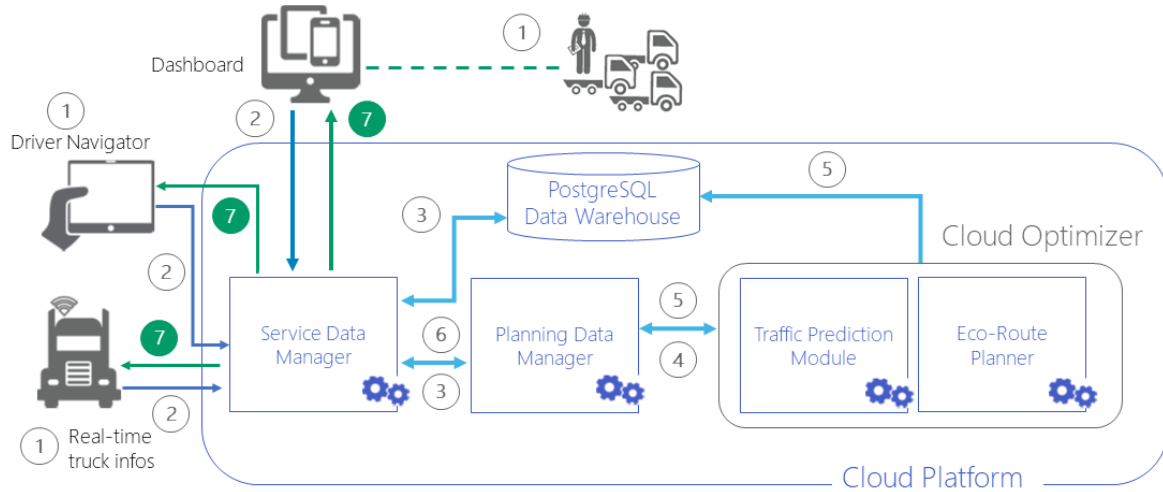 1
Dashboard
1
2
7
Driver Navigator
PostgreSQL
Data Warehouse
5
3
7
Cloud Optimizer
2
5
Service Data
Manager
6
Planning Data
Manager
Traffic Prediction
Module
Eco-Route
Planner
7
4
3
2
1
Real-time
truck infos
Cloud Platform